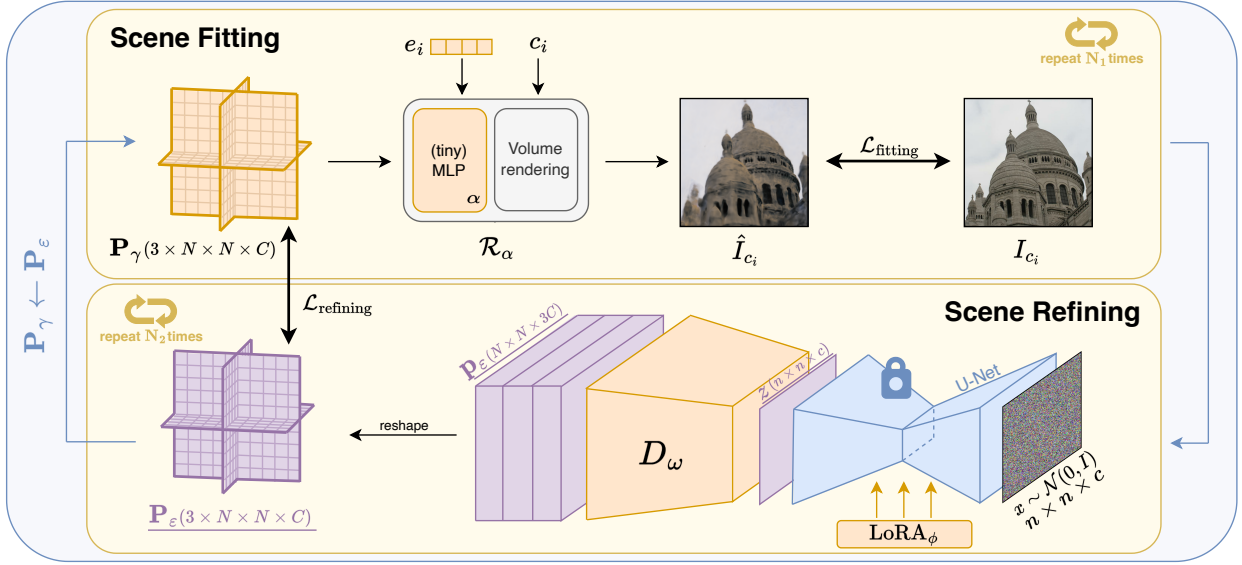 Scene Fitting
e_i
c_i
repeat N_1 times
(tiny)
MLP
α
Volume
rendering
L_fitting
P_γ (3 × N × N × C)
R_α
Î_{c_i}
I_{c_i}
P_γ ← P_ε
L_refining
Scene Refining
repeat N_2 times
P_ε (N × N × 3C)
z (n × n × c)
U-Net
reshape
D_ω
x ∼ N(0, I)
n × n × c
P_ε (3 × N × N × C)
LoRA_ϕ